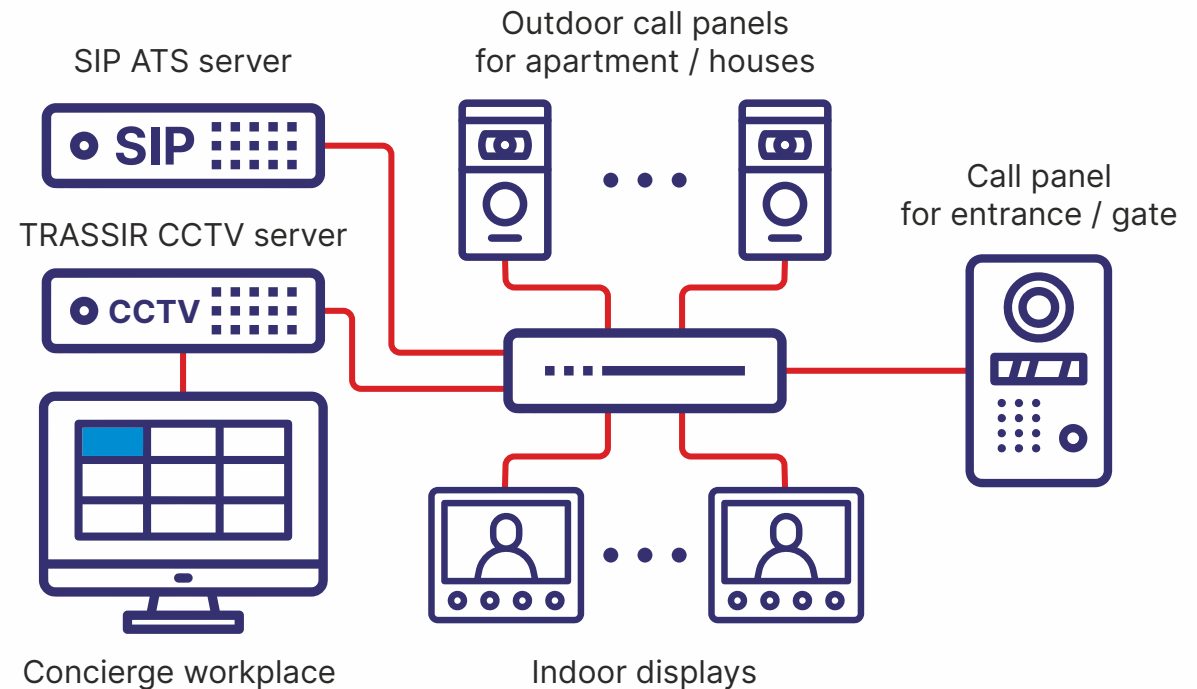 Outdoor call panels
for apartment / houses
SIP ATS server
SIP
Call panel
for entrance / gate
TRASSIR CCTV server
CCTV
Concierge workplace
Indoor displays